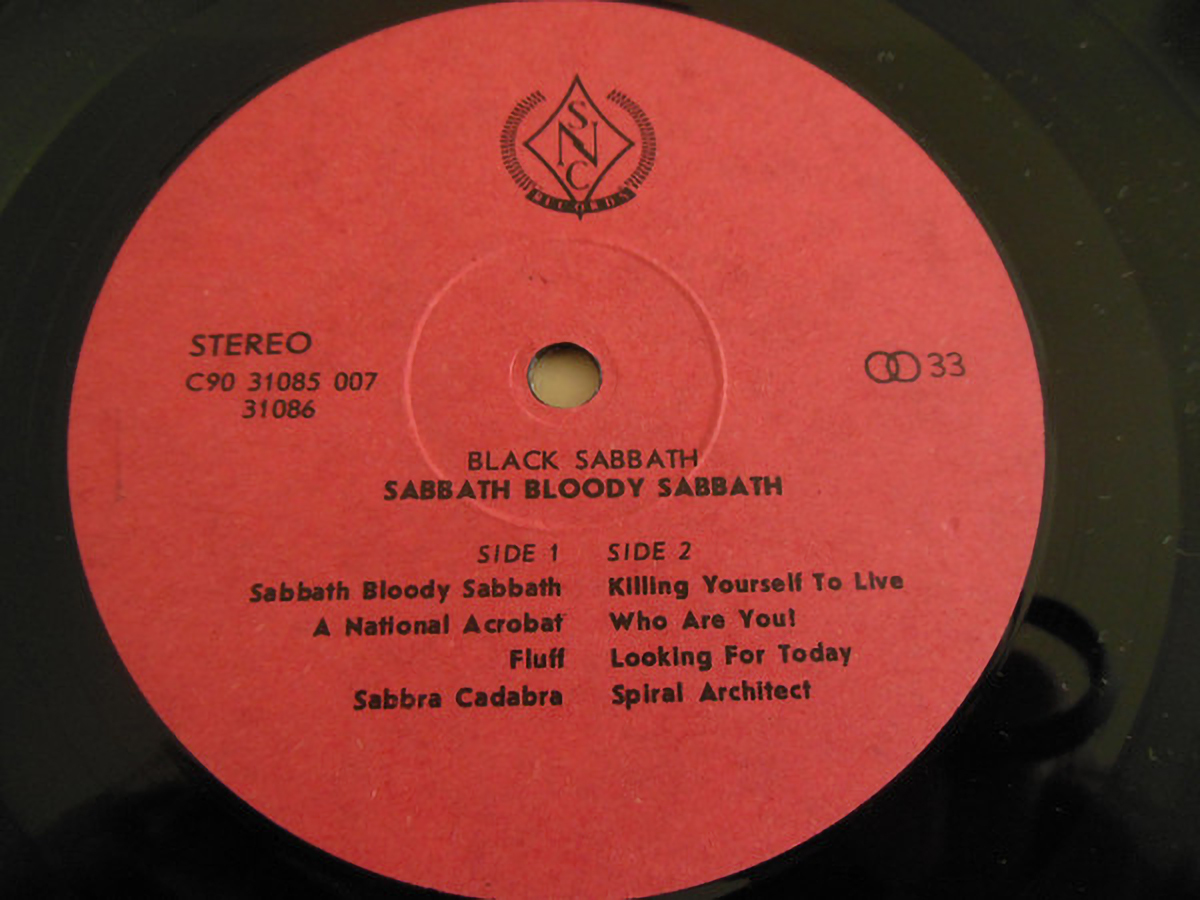 SNC
RECORDS
STEREO
C90 31085 007
31086
33
BLACK SABBATH
SABBATH BLOODY SABBATH
SIDE 1
Sabbath Bloody Sabbath
A National Acrobat
Fluff
Sabbra Cadabra
SIDE 2
Killing Yourself To Live
Who Are You!
Looking For Today
Spiral Architect